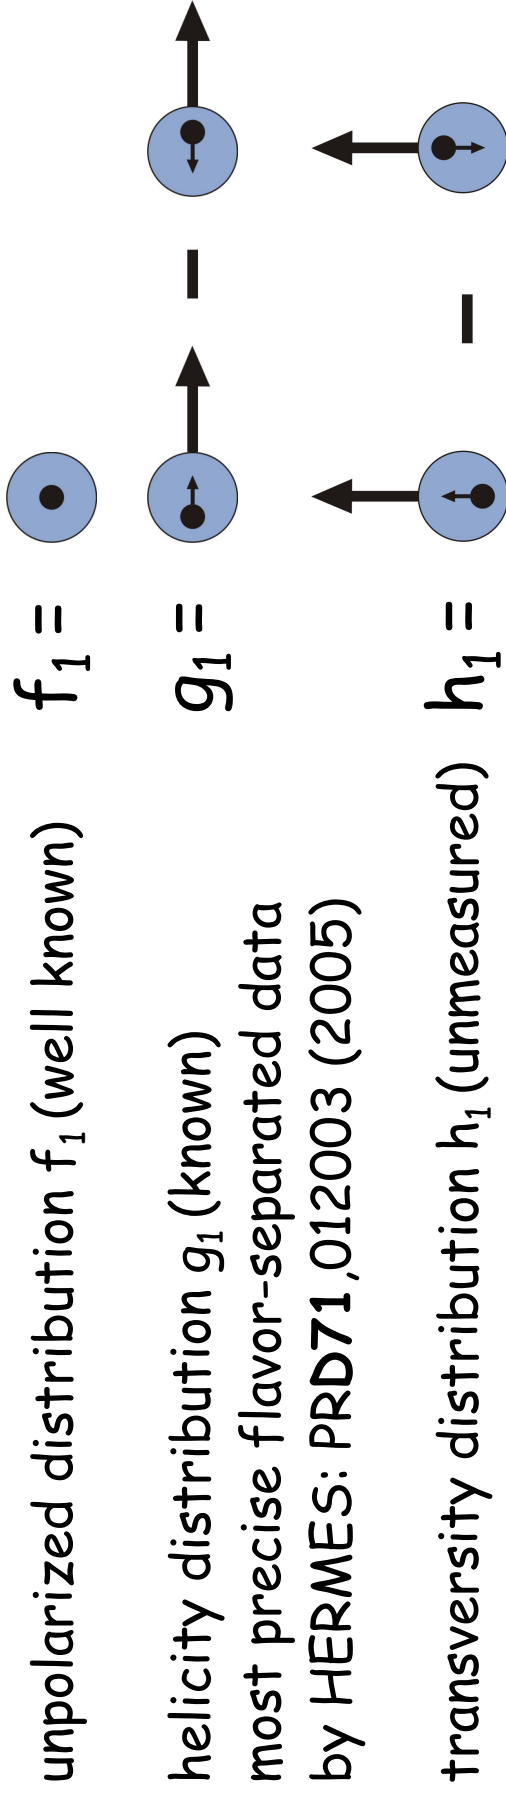 unpolarized distribution f₁ (well known) f₁ =
helicity distribution g₁ (known) g₁ = –
most precise flavor-separated data
by HERMES: PRD71,012003 (2005)
transversity distribution h₁ (unmeasured) h₁ = –